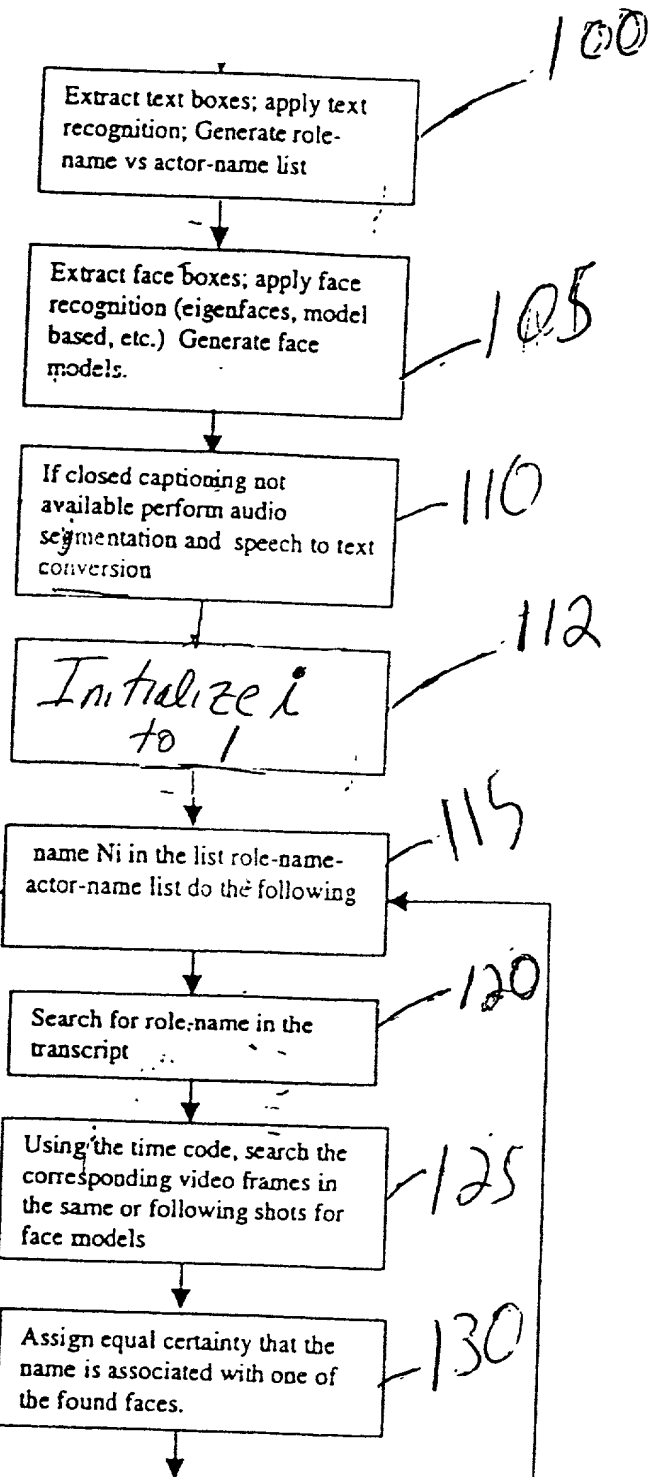 100
Extract text boxes; apply text
recognition; Generate role-
name vs actor-name list
105
Extract face boxes; apply face
recognition (eigenfaces, model
based, etc.) Generate face
models.
110
If closed captioning not
available perform audio
segmentation and speech to text
conversion
112
Initialize i
to 1
115
name Ni in the list role-name-
actor-name list do the following
120
Search for role-name in the
transcript
125
Using the time code, search the
corresponding video frames in
the same or following shots for
face models
130
Assign equal certainty that the
name is associated with one of
the found faces.